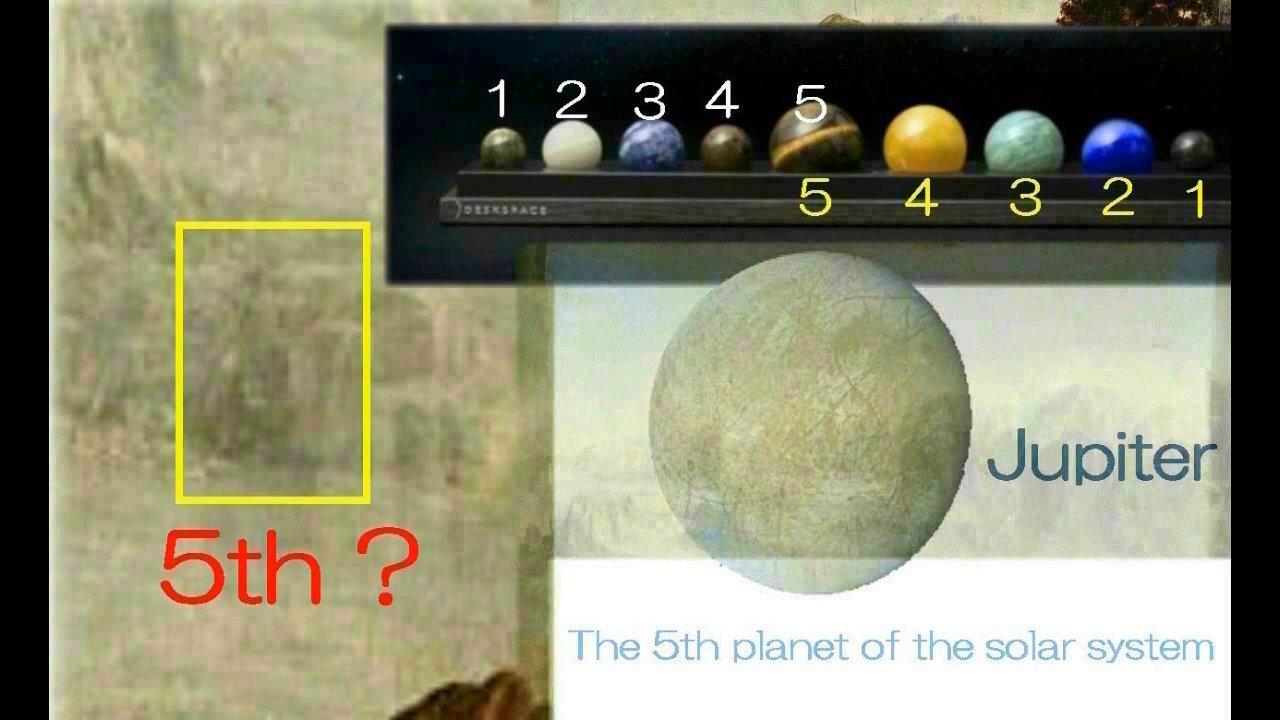 1 2 3 4 5
5 4 3 2 1
DESKSPACE
Jupiter
5th ?
The 5th planet of the solar system